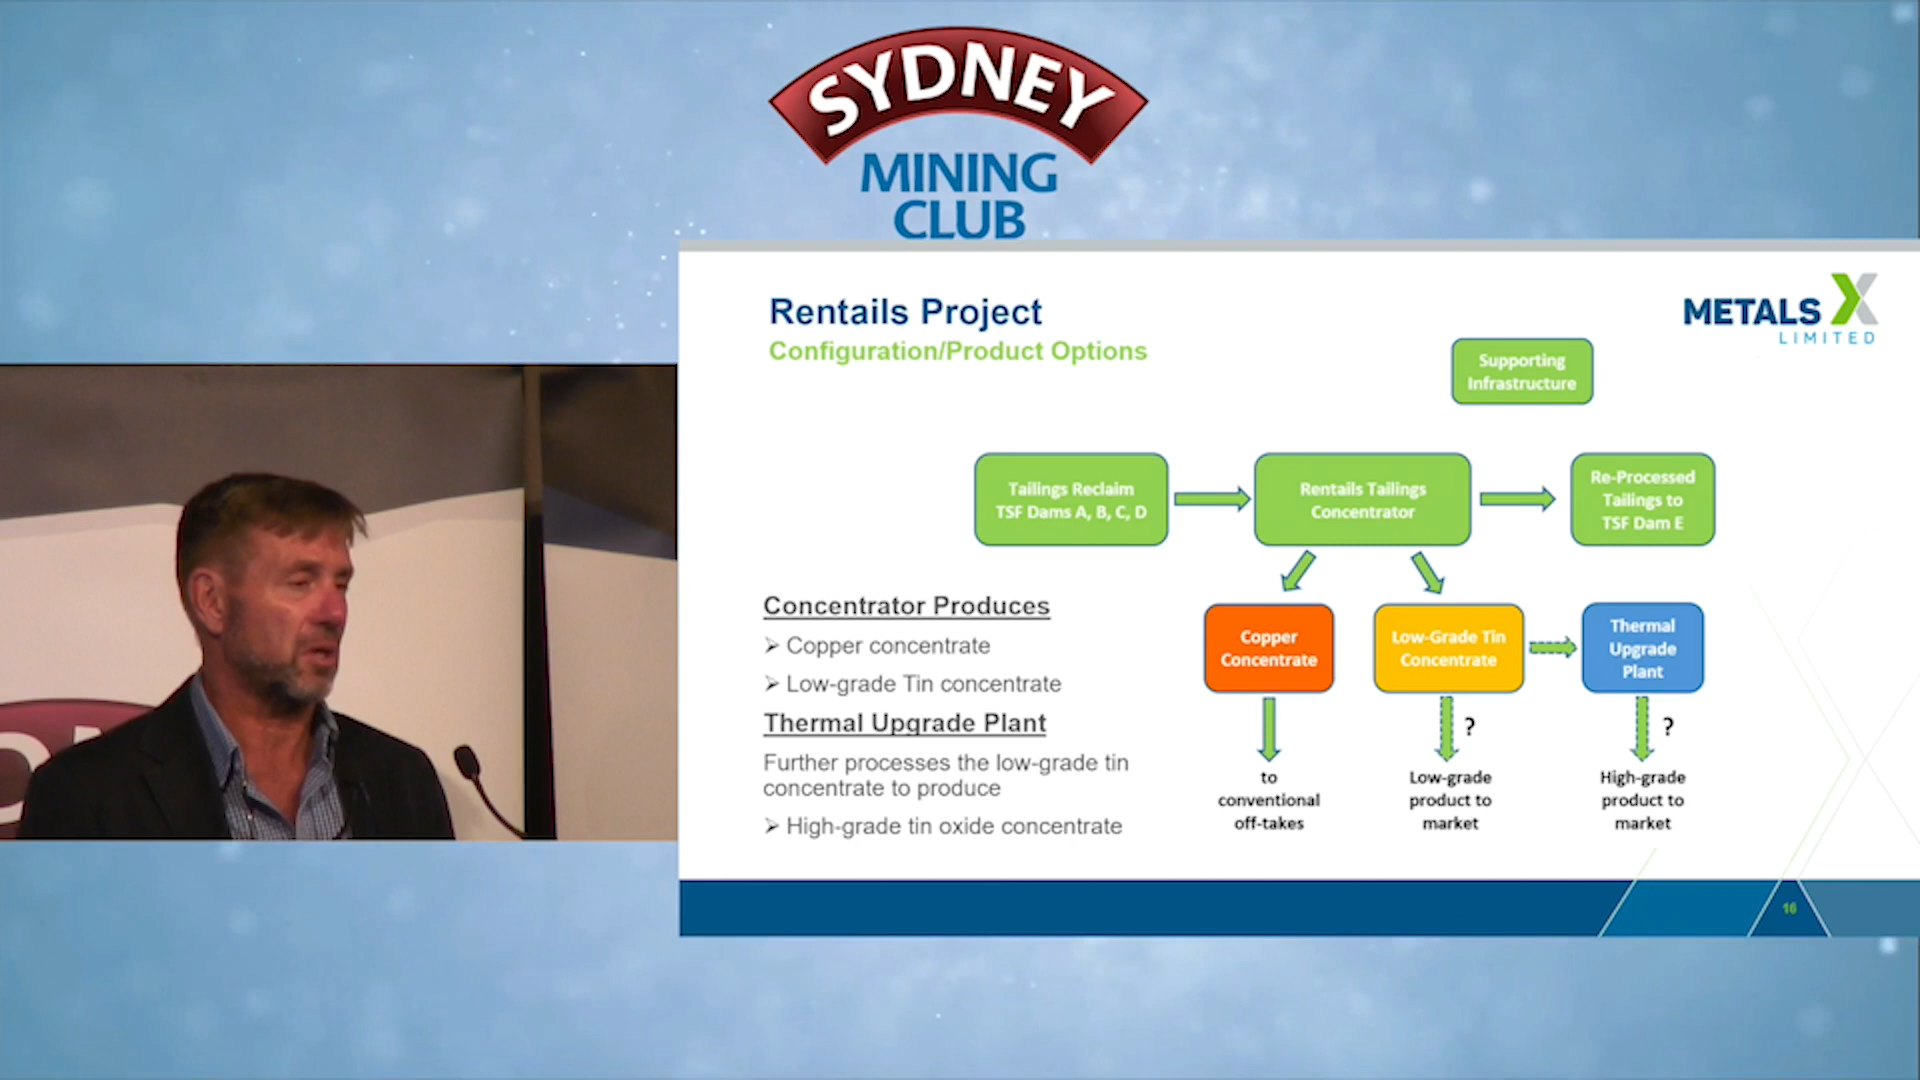 SYDNEY
MINING
CLUB
Rentails Project
Configuration/Product Options
METALS X
LIMITED
Supporting
Infrastructure
Tailings Reclaim
TSF Dams A, B, C, D
Rentails Tailings
Concentrator
Re-Processed
Tailings to
TSF Dam E
Concentrator Produces
➢ Copper concentrate
➢ Low-grade Tin concentrate
Thermal Upgrade Plant
Further processes the low-grade tin
concentrate to produce
➢ High-grade tin oxide concentrate
Copper
Concentrate
Low-Grade Tin
Concentrate
Thermal
Upgrade
Plant
?
?
to
conventional
off-takes
Low-grade
product to
market
High-grade
product to
market
16